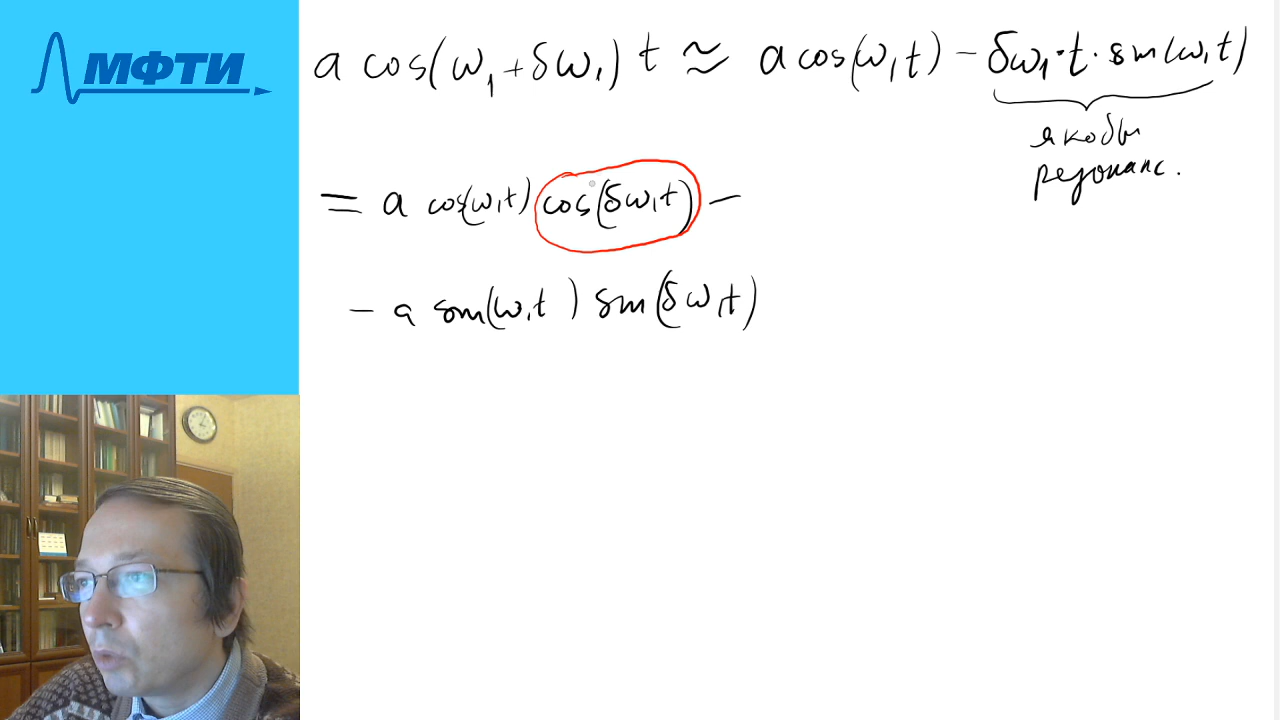 МФТИ
a cos(ω₁+δω₁) t ≈ a cos(ω₁t) − δω₁·t·sin(ω₁t)
якобы
резонанс.
= a cos(ω₁t) cos(δω₁t) −
− a sin(ω₁t) sin(δω₁t)